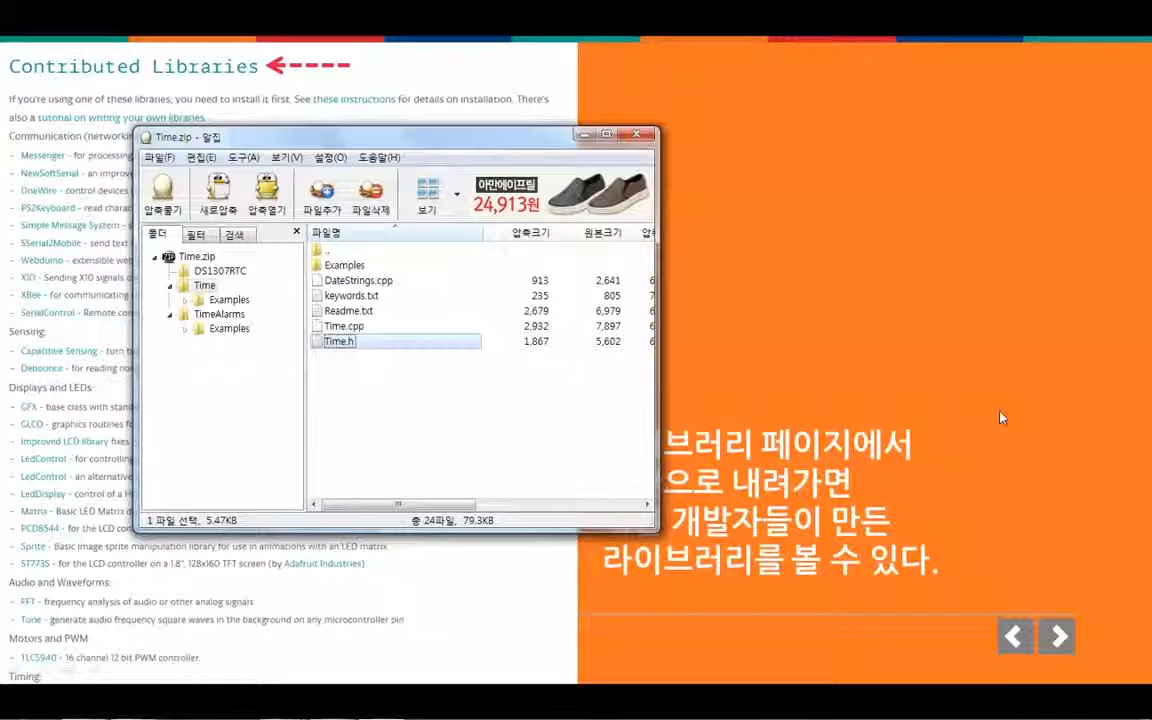 Contributed Libraries
If you're using one of these libraries, you need to install it first. See these instructions for details on installation. There's
also a tutorial on writing your own libraries.
Communication (networkin
- Messenger - for processing
- NewSoftSerial - an improve
- OneWire - control devices
- PS2Keyboard - read charac
- Simple Message System - s
- SSerial2Mobile - send text
- Webduino - extensible web
- X10 - Sending X10 signals o
- XBee - for communicating
- SerialControl - Remote co
Sensing:
- Capacitive Sensing - turn t
- Debounce - for reading noi
Displays and LEDs:
- GFX - base class with stand
- GLCD - graphics routines fo
- Improved LCD library fixes
- LedControl - for controlling
- LedControl - an alternative
- LedDisplay - control of a H
- Matrix - Basic LED Matrix d
- PCD8544 - for the LCD con
- Sprite - Basic image sprite manipulation library for use in animations with an LED matrix
- ST7735 - for the LCD controller on a 1.8", 128x160 TFT screen (by Adafruit Industries)
Audio and Waveforms:
- FFT - frequency analysis of audio or other analog signals
- Tone - generate audio frequency square waves in the background on any microcontroller pin
Motors and PWM
- TLC5940 - 16 channel 12 bit PWM controller.
Timing:
Time.zip - 알집
파일(F) 편집(E) 도구(A) 보기(V) 설정(O) 도움말(H)
압축풀기 새로압축 압축열기 파일추가 파일삭제 보기
아만에이프릴
24,913원
폴더 필터 검색
Time.zip
DS1307RTC
Time
Examples
TimeAlarms
Examples
파일명 압축크기 원본크기 압
..
Examples
DateStrings.cpp 913 2,641 6
keywords.txt 235 805 7
Readme.txt 2,679 6,979 6
Time.cpp 2,932 7,897 6
Time.h 1,867 5,602 6
1 파일 선택, 5.47KB 총 24파일, 79.3KB
브러리 페이지에서
으로 내려가면
개발자들이 만든
라이브러리를 볼 수 있다.